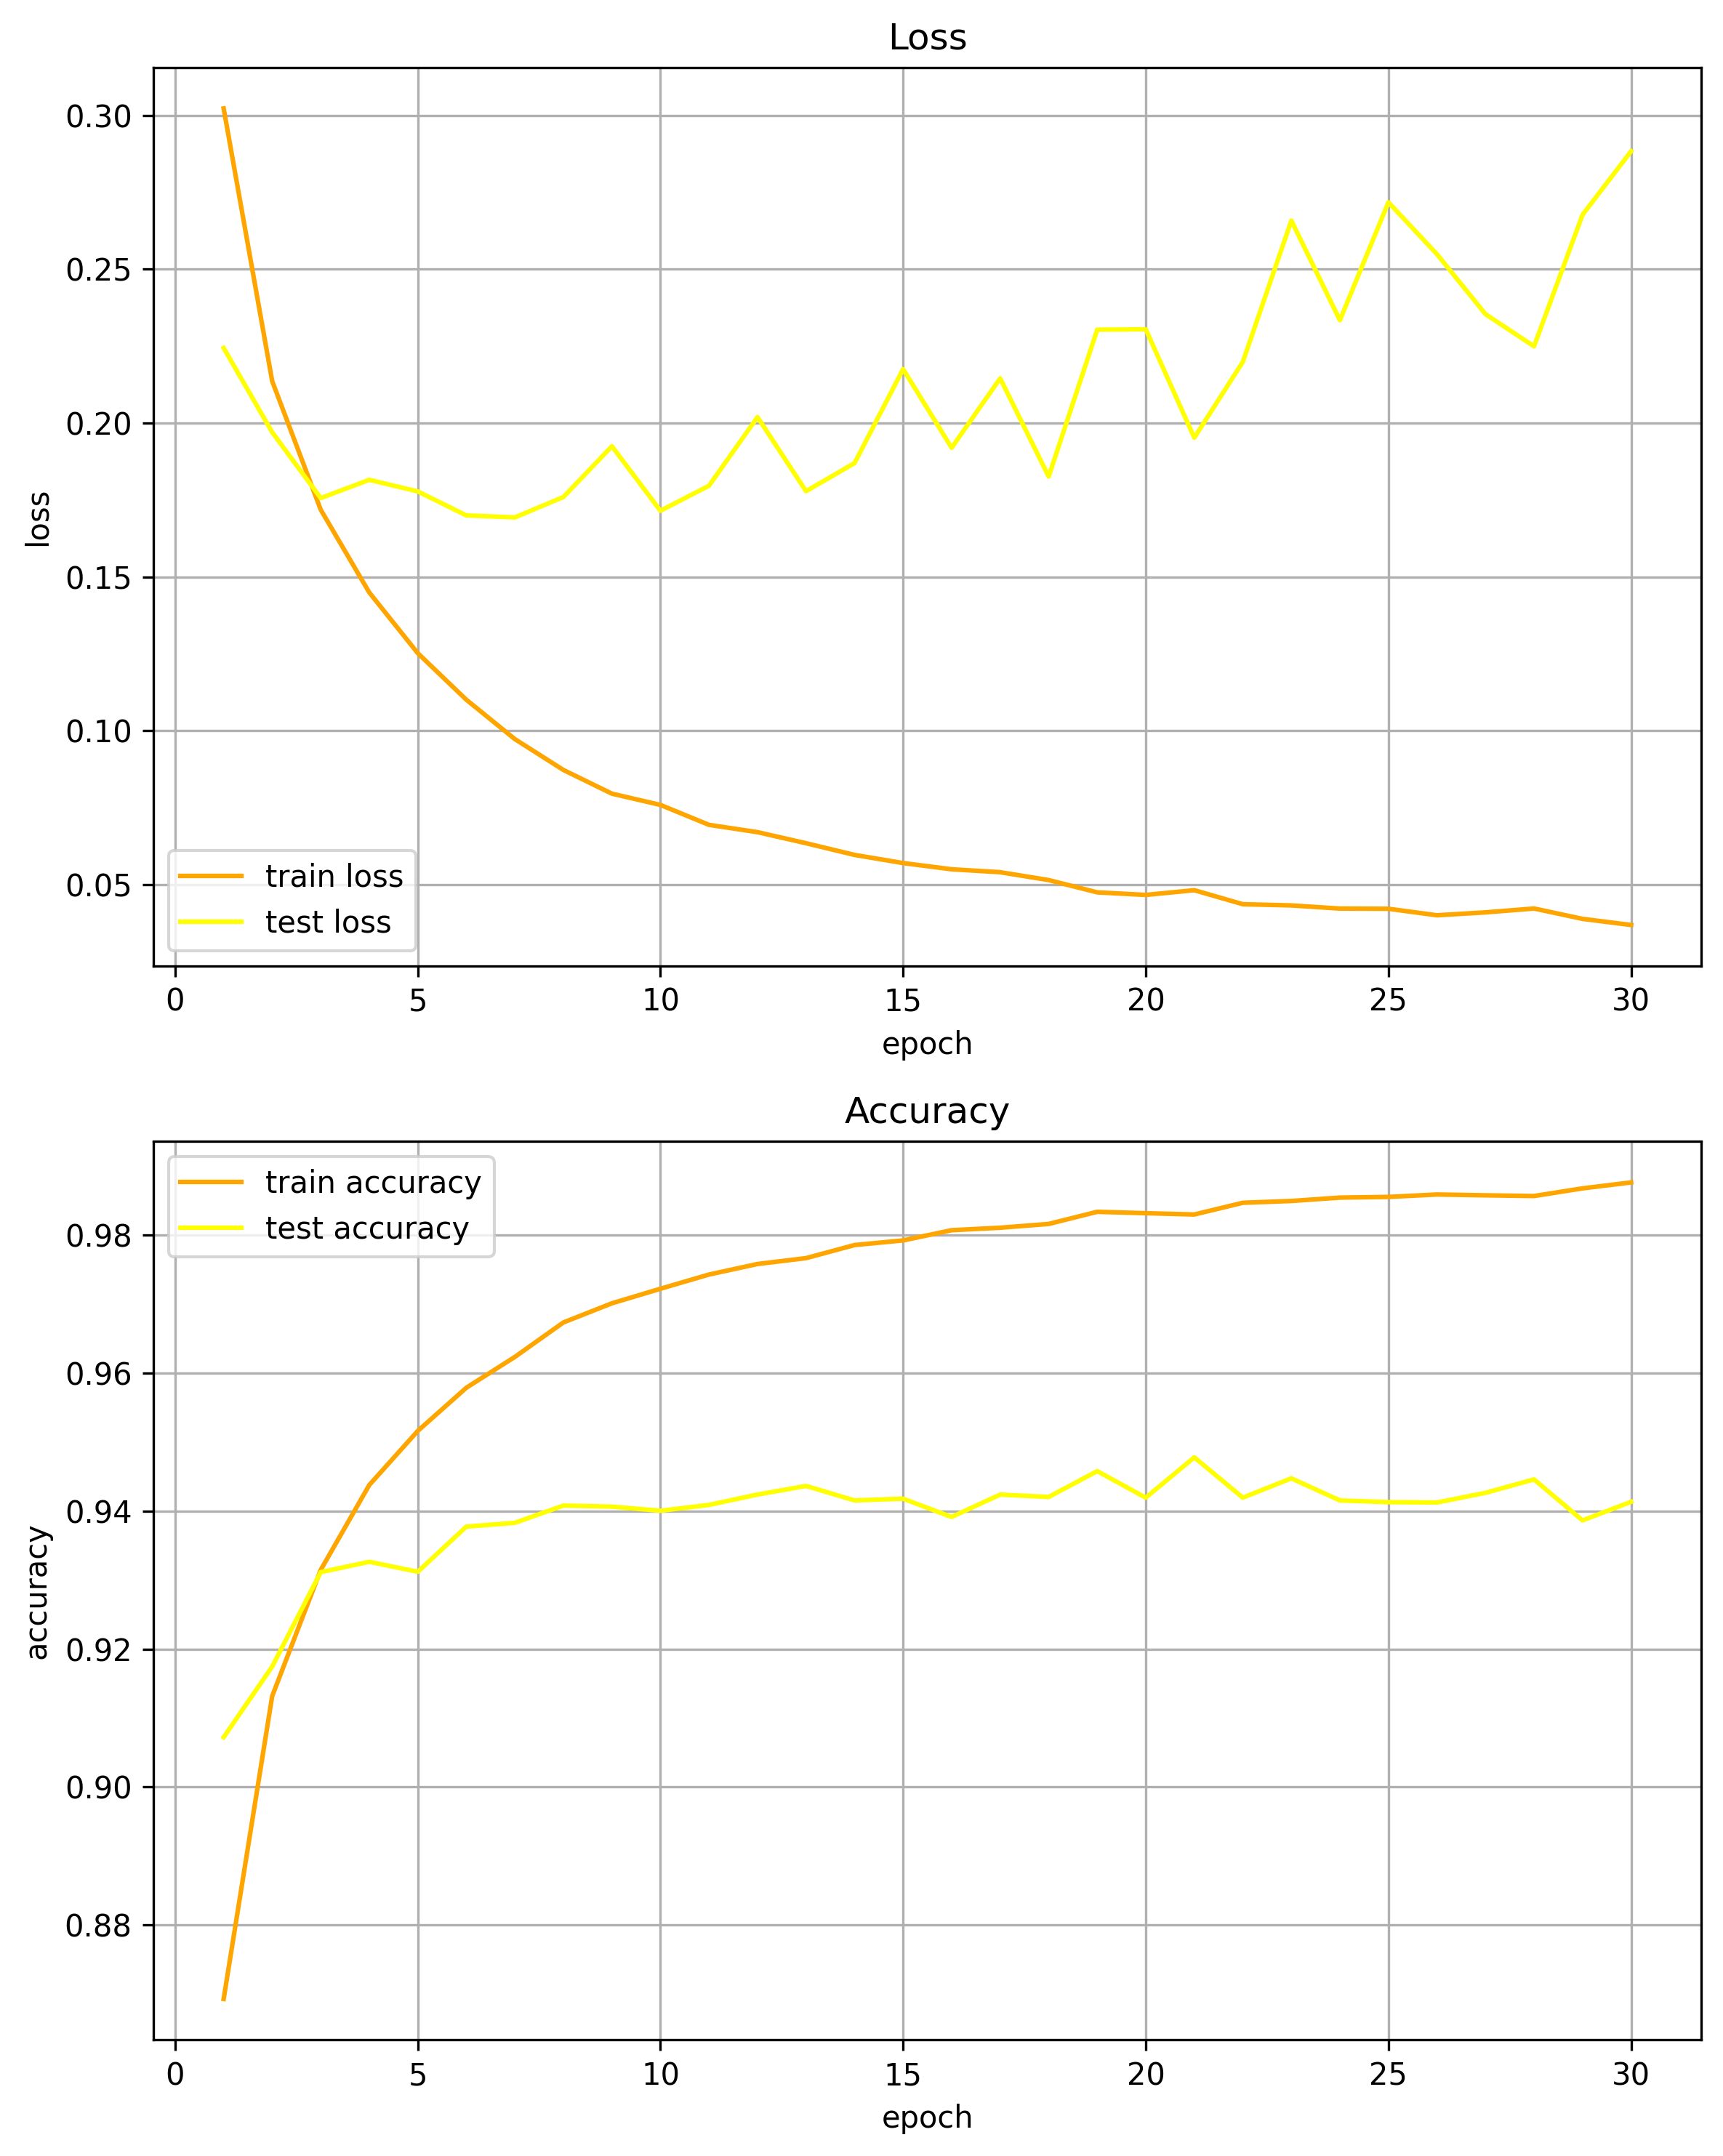 Loss
0.30
0.25
0.20
0.15
0.10
0.05
loss
train loss
test loss
0 5 10 15 20 25 30
epoch
Accuracy
train accuracy
test accuracy
0.98
0.96
0.94
0.92
0.90
0.88
accuracy
0 5 10 15 20 25 30
epoch